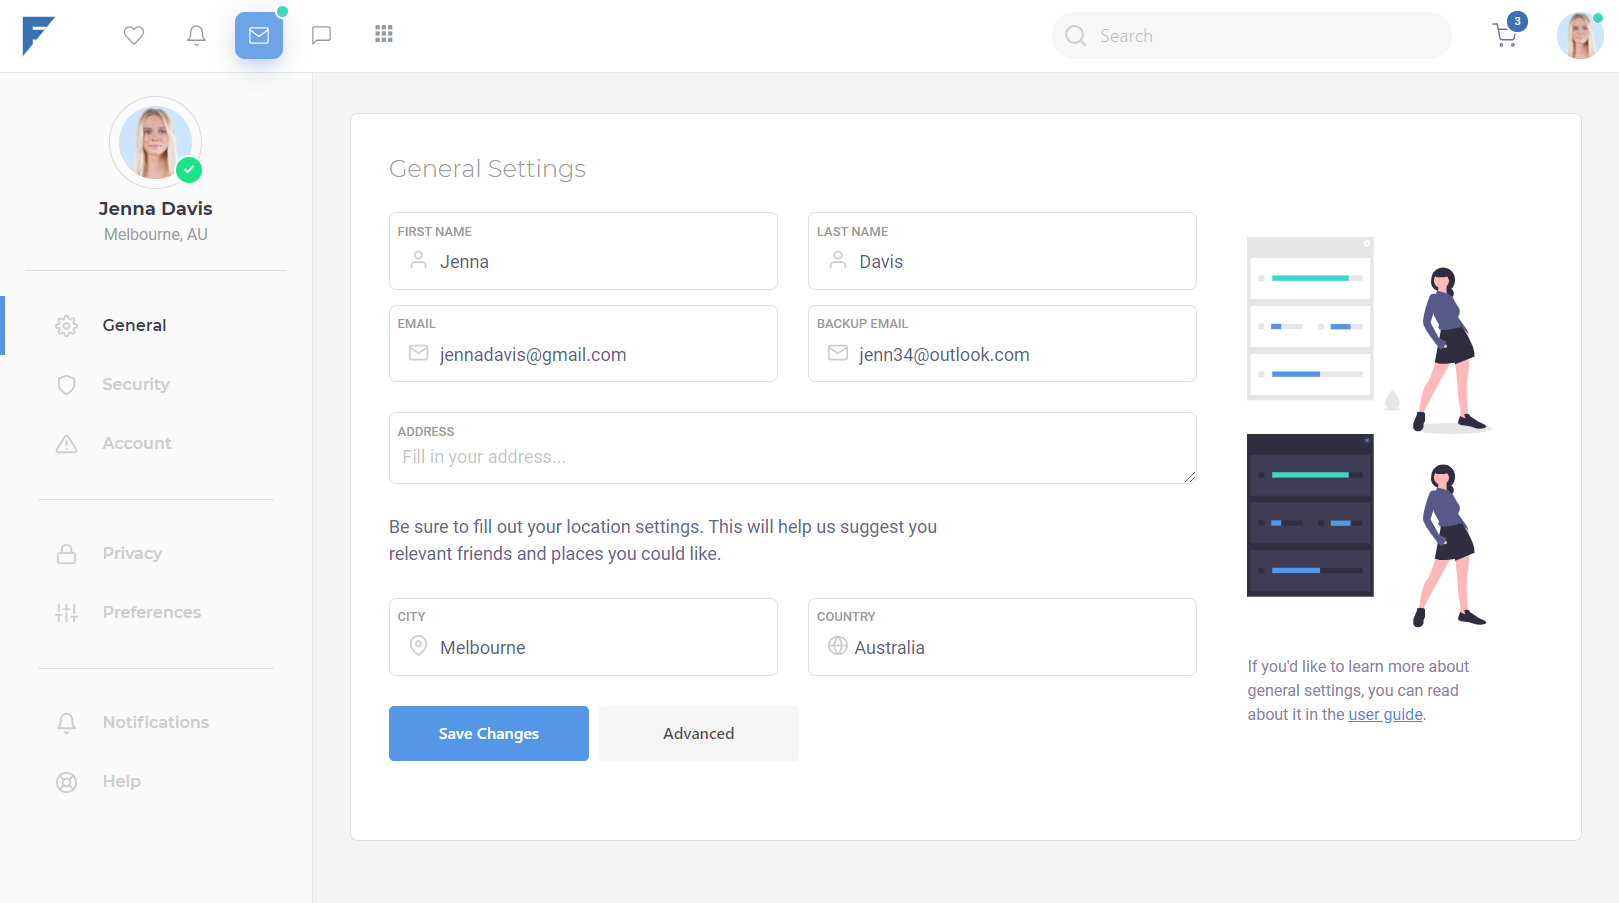 Search
3
Jenna Davis
Melbourne, AU
General
Security
Account
Privacy
Preferences
Notifications
Help
General Settings
FIRST NAME
Jenna
LAST NAME
Davis
EMAIL
jennadavis@gmail.com
BACKUP EMAIL
jenn34@outlook.com
ADDRESS
Fill in your address...
Be sure to fill out your location settings. This will help us suggest you
relevant friends and places you could like.
CITY
Melbourne
COUNTRY
Australia
Save Changes
Advanced
If you'd like to learn more about
general settings, you can read
about it in the user guide.